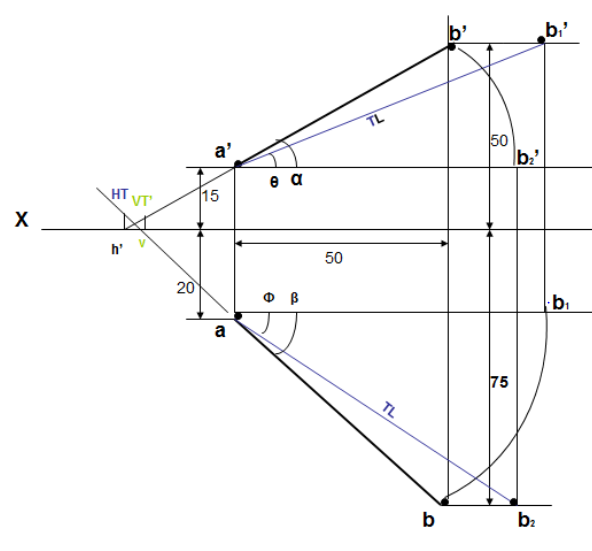 b' b₁'
TL
50
a' b₂'
θ α
HT VT' 15
X
h' v 50
20
Φ β b₁
a
75
TL
b b₂